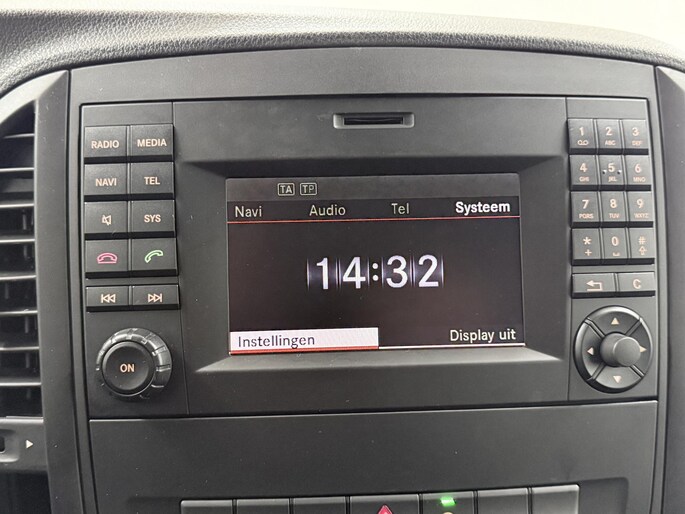 TA TP
Navi Audio Tel Systeem
14:32
Instellingen Display uit
RADIO MEDIA
NAVI TEL
SYS
ON
1 2 ABC 3 DEF
4 GHI 5 JKL 6 MNO
7 PQRS 8 TUV 9 WXYZ
* + 0 #
C